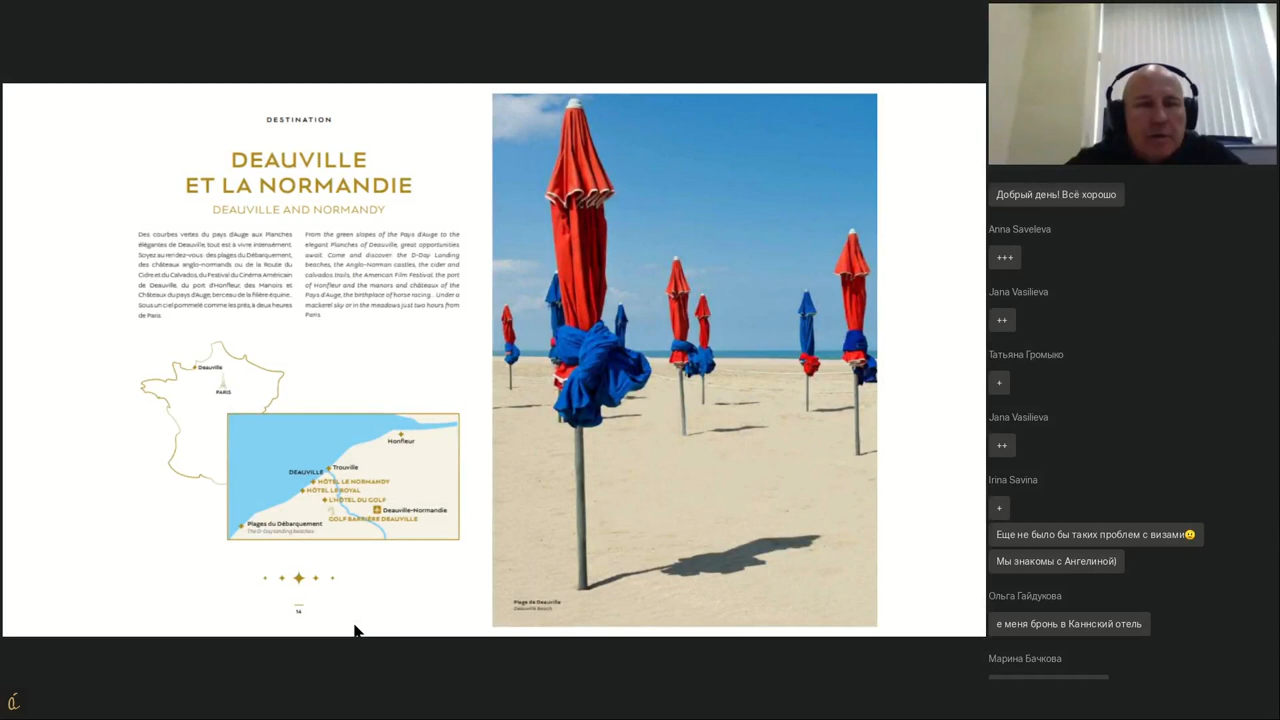 DESTINATION
DEAUVILLE
ET LA NORMANDIE
DEAUVILLE AND NORMANDY
Des courbes vertes du pays d'Auge aux Planches
élégantes de Deauville, tout est à vivre intensément.
Soyez au rendez-vous des plages du Débarquement,
des châteaux anglo-normands ou de la Route du
Cidre et du Calvados, du Festival du Cinéma Américain
de Deauville, du port d'Honfleur, des Manoirs et
Châteaux du pays d'Auge, berceau de la filière équine...
Sous un ciel pommelé comme les prés, à deux heures
de Paris.
From the green slopes of the Pays d'Auge to the
elegant Planches of Deauville, great opportunities
await. Come and discover the D-Day Landing
beaches, the Anglo-Norman castles, the cider and
calvados trails, the American Film Festival, the port
of Honfleur and the manors and châteaux of the
Pays d'Auge, the birthplace of horse racing... Under a
mackerel sky or in the meadows just two hours from
Paris.
Deauville
PARIS
Honfleur
Trouville
DEAUVILLE
HÔTEL LE NORMANDY
HÔTEL LE ROYAL
L'HÔTEL DU GOLF
Deauville-Normandie
GOLF BARRIÈRE DEAUVILLE
Plages du Débarquement
The D-Day landing beaches
14
Plage de Deauville
Deauville Beach
Добрый день! Всё хорошо
Anna Saveleva
+++
Jana Vasilieva
++
Татьяна Громыко
+
Jana Vasilieva
++
Irina Savina
+
Еще не было бы таких проблем с визами🤨
Мы знакомы с Ангелиной)
Ольга Гайдукова
е меня бронь в Каннский отель
Марина Бачкова